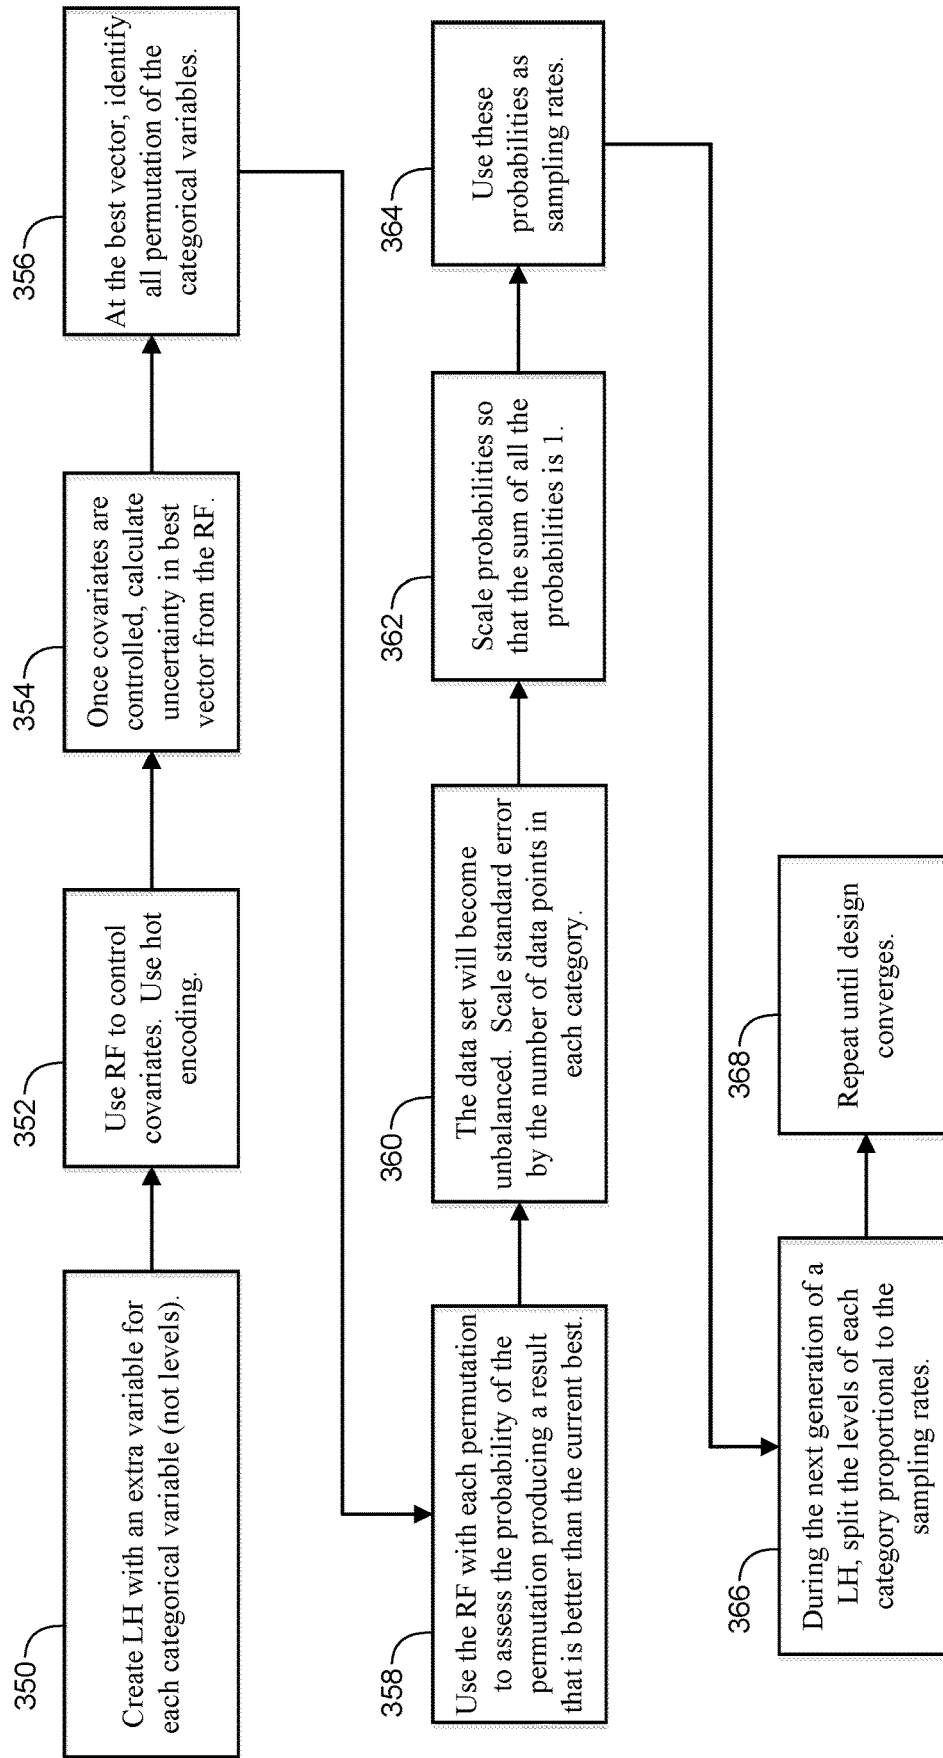 350
Create LH with an extra variable for
each categorical variable (not levels).
352
Use RF to control
covariates. Use hot
encoding.
354
Once covariates are
controlled, calculate
uncertainty in best
vector from the RF.
356
At the best vector, identify
all permutation of the
categorical variables.
358
Use the RF with each permutation
to assess the probability of the
permutation producing a result
that is better than the current best.
360
The data set will become
unbalanced. Scale standard error
by the number of data points in
each category.
362
Scale probabilities so
that the sum of all the
probabilities is 1.
364
Use these
probabilities as
sampling rates.
366
During the next generation of a
LH, split the levels of each
category proportional to the
sampling rates
368
Repeat until design
converges.